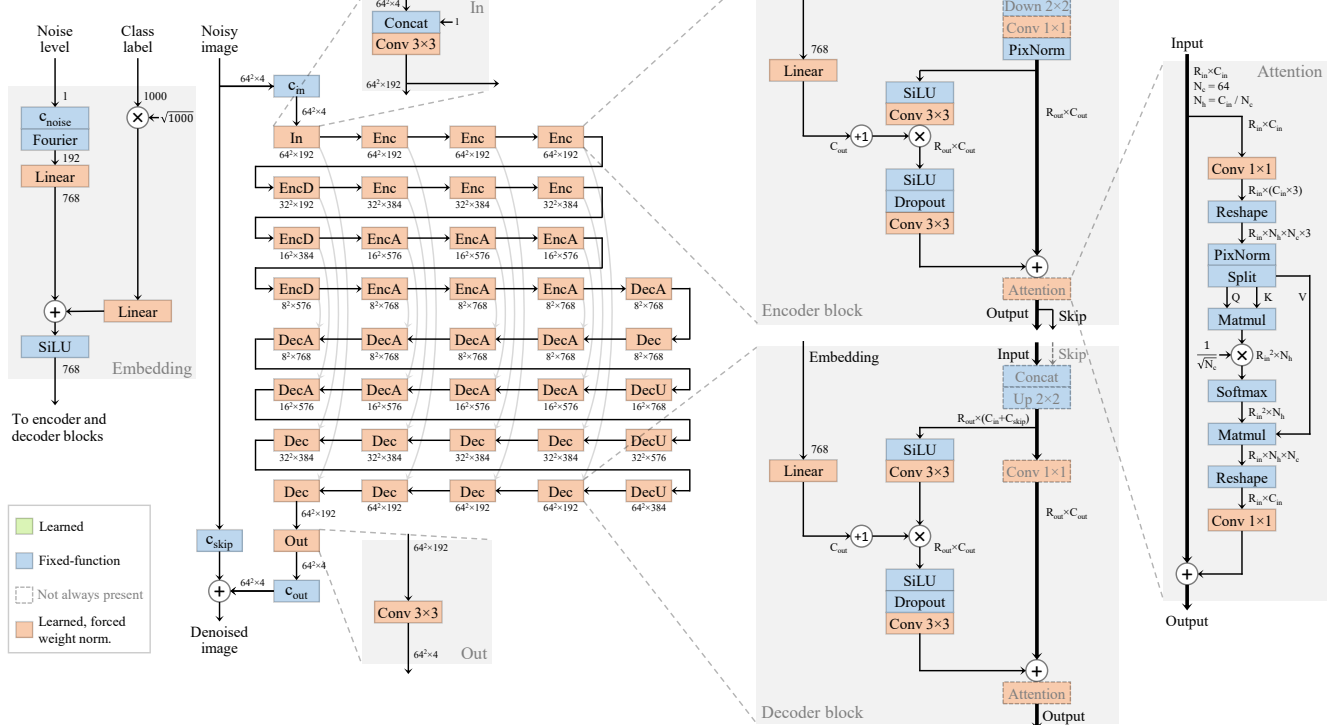 Noise
level
Class
label
1
1000
c_noise
Fourier
√1000
192
Linear
768
Linear
SiLU
768
Embedding
To encoder and
decoder blocks
Learned
Fixed-function
Not always present
Learned, forced
weight norm.
Noisy
image
64²×4
c_in
64²×4
64²×4
Concat
1
Conv 3×3
64²×192
In
In
Enc
Enc
Enc
64²×192
64²×192
64²×192
64²×192
EncD
Enc
Enc
Enc
32²×192
32²×384
32²×384
32²×384
EncD
EncA
EncA
EncA
16²×384
16²×576
16²×576
16²×576
EncD
EncA
EncA
EncA
DecA
8²×576
8²×768
8²×768
8²×768
8²×768
DecA
DecA
DecA
DecA
Dec
8²×768
8²×768
8²×768
8²×768
8²×768
DecA
DecA
DecA
DecA
DecU
16²×576
16²×576
16²×576
16²×576
16²×768
Dec
Dec
Dec
Dec
DecU
32²×384
32²×384
32²×384
32²×384
32²×576
Dec
Dec
Dec
Dec
DecU
64²×192
64²×192
64²×192
64²×384
64²×192
Out
64²×4
c_skip
64²×4
c_out
Denoised
image
64²×192
Conv 3×3
64²×4
Out
768
Linear
Down 2×2
Conv 1×1
PixNorm
SiLU
Conv 3×3
R_out×C_out
+1
C_out
R_out×C_out
SiLU
Dropout
Conv 3×3
+
Attention
Encoder block
Output
Skip
Embedding
Input
Skip
Concat
Up 2×2
R_out×(C_in+C_skip)
768
Linear
SiLU
Conv 3×3
Conv 1×1
R_out×C_out
+1
C_out
R_out×C_out
SiLU
Dropout
Conv 3×3
+
Attention
Decoder block
Output
Input
Attention
R_in×C_in
N_c = 64
N_h = C_in / N_c
R_in×C_in
Conv 1×1
R_in×(C_in×3)
Reshape
R_in×N_h×N_c×3
PixNorm
Split
Q
K
V
Matmul
1
√N_c
R_in²×N_h
Softmax
R_in²×N_h
Matmul
R_in×N_h×N_c
Reshape
R_in×C_in
Conv 1×1
+
Output